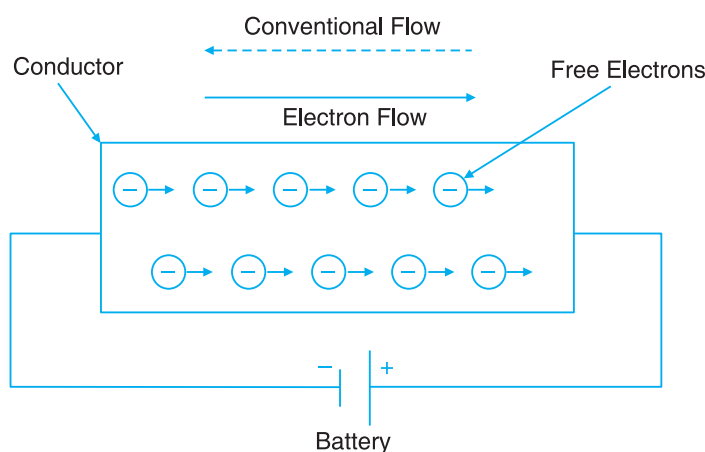 Conventional Flow
Conductor
Free Electrons
Electron Flow
− → − → − → − → − →
− → − → − → − → − →
− +
Battery